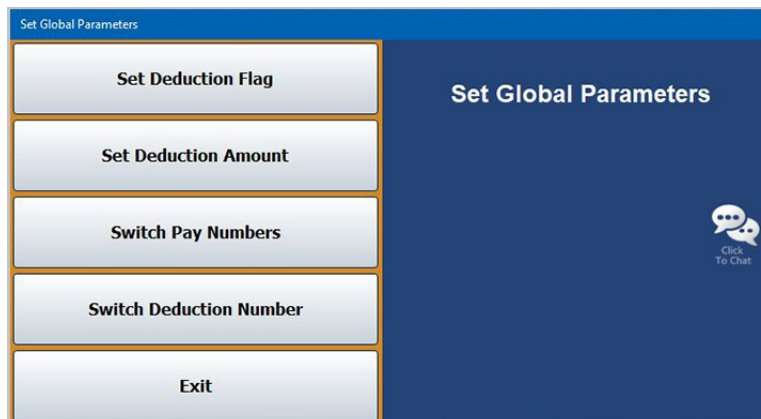 Set Global Parameters
Set Deduction Flag
Set Deduction Amount
Switch Pay Numbers
Switch Deduction Number
Exit
Set Global Parameters
Click
To Chat